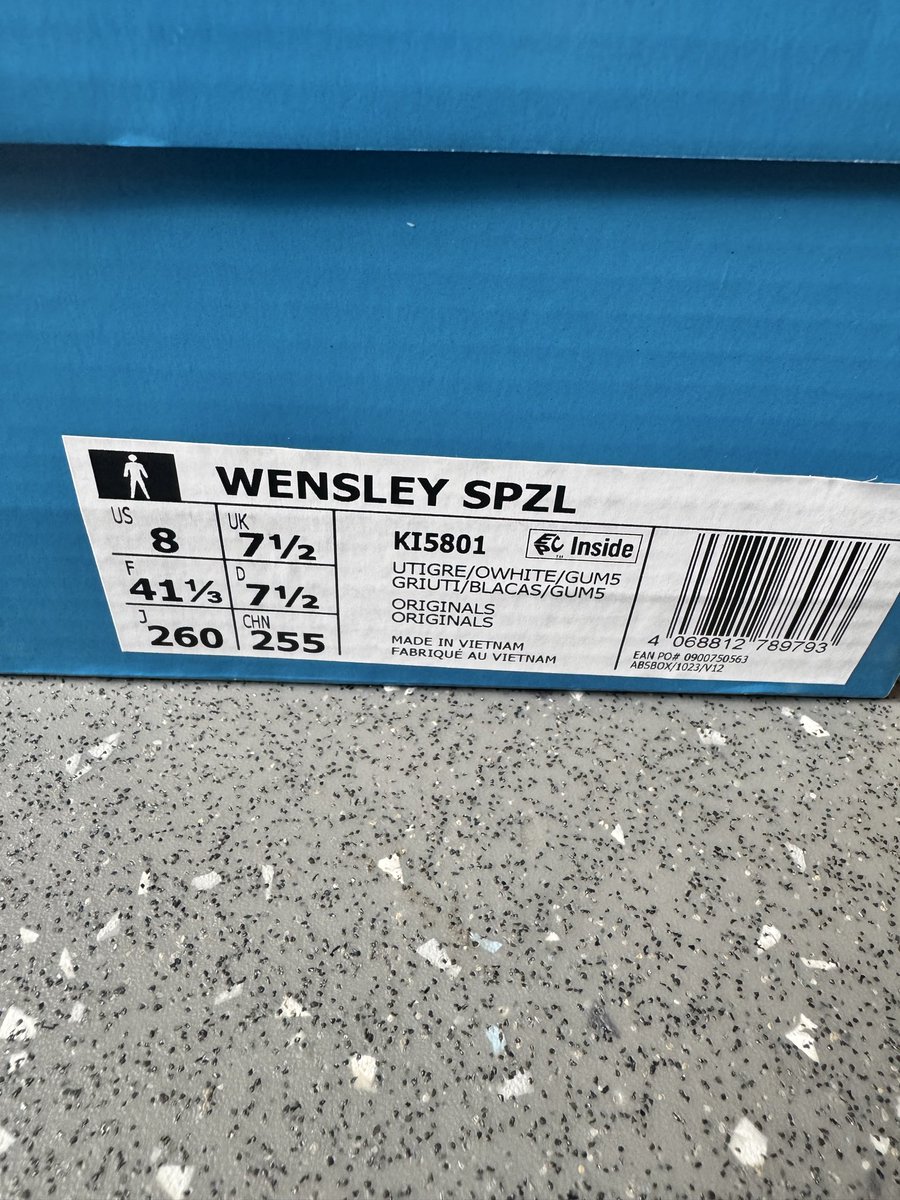 WENSLEY SPZL
US 8 UK 7½
F 41⅓ D 7½
J 260 CHN 255
KI5801 Inside
UTIGRE/OWHITE/GUM5
GRIUTI/BLACAS/GUM5
ORIGINALS
ORIGINALS
MADE IN VIETNAM
FABRIQUÉ AU VIETNAM
4 068812 789793
EAN PO# 0900750563
ABSBOX/1023/V12